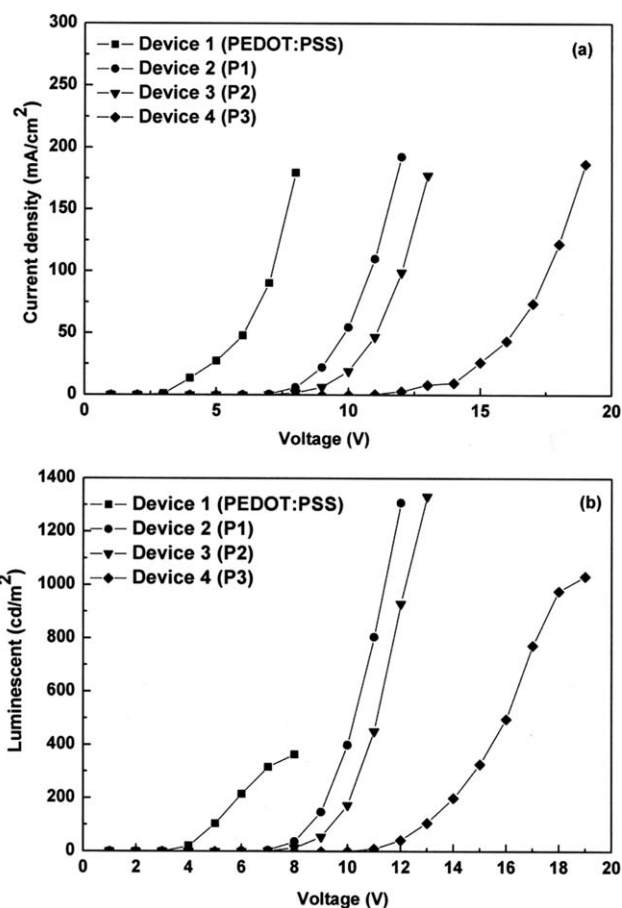 300
250
200
150
100
50
0
Current density (mA/cm²)
Device 1 (PEDOT:PSS)
Device 2 (P1)
Device 3 (P2)
Device 4 (P3)
(a)
0 5 10 15 20
Voltage (V)
1400
1200
1000
800
600
400
200
0
Luminescent (cd/m²)
Device 1 (PEDOT:PSS)
Device 2 (P1)
Device 3 (P2)
Device 4 (P3)
(b)
0 2 4 6 8 10 12 14 16 18 20
Voltage (V)